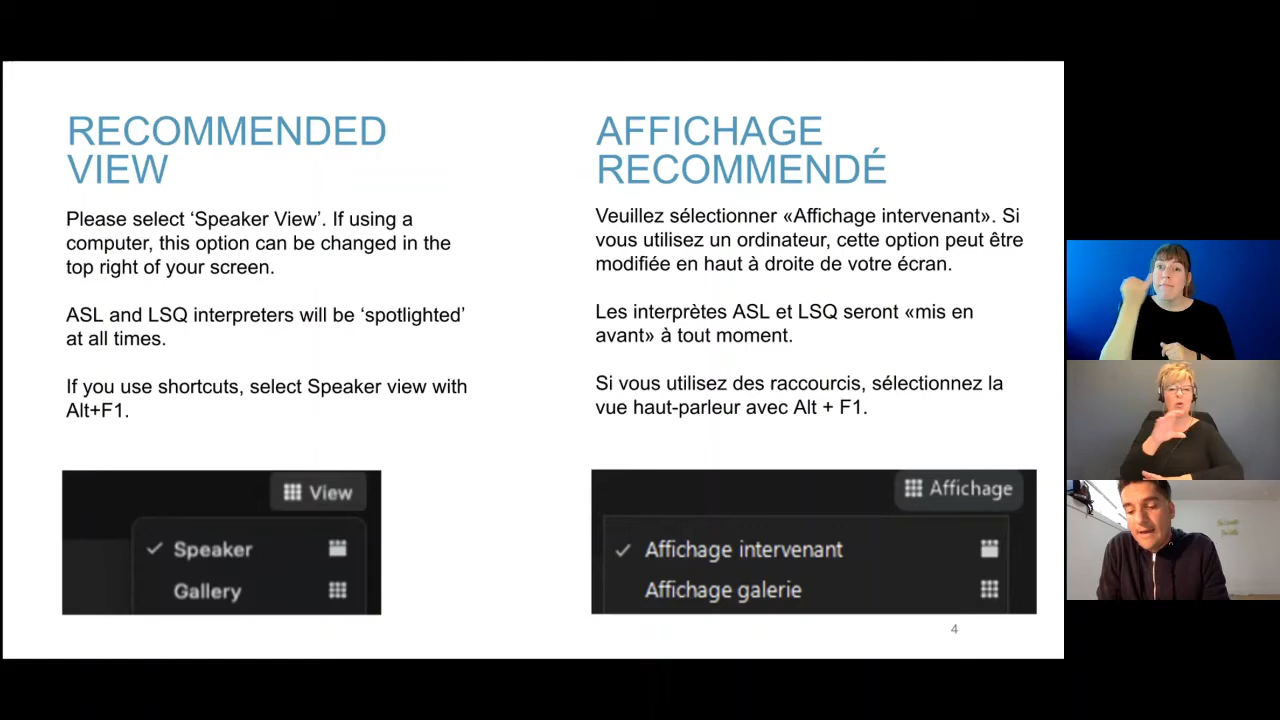 RECOMMENDED
VIEW
Please select ‘Speaker View’. If using a
computer, this option can be changed in the
top right of your screen.
ASL and LSQ interpreters will be ‘spotlighted’
at all times.
If you use shortcuts, select Speaker view with
Alt+F1.
View
Speaker
Gallery
AFFICHAGE
RECOMMENDÉ
Veuillez sélectionner «Affichage intervenant». Si
vous utilisez un ordinateur, cette option peut être
modifiée en haut à droite de votre écran.
Les interprètes ASL et LSQ seront «mis en
avant» à tout moment.
Si vous utilisez des raccourcis, sélectionnez la
vue haut-parleur avec Alt + F1.
Affichage
Affichage intervenant
Affichage galerie
4